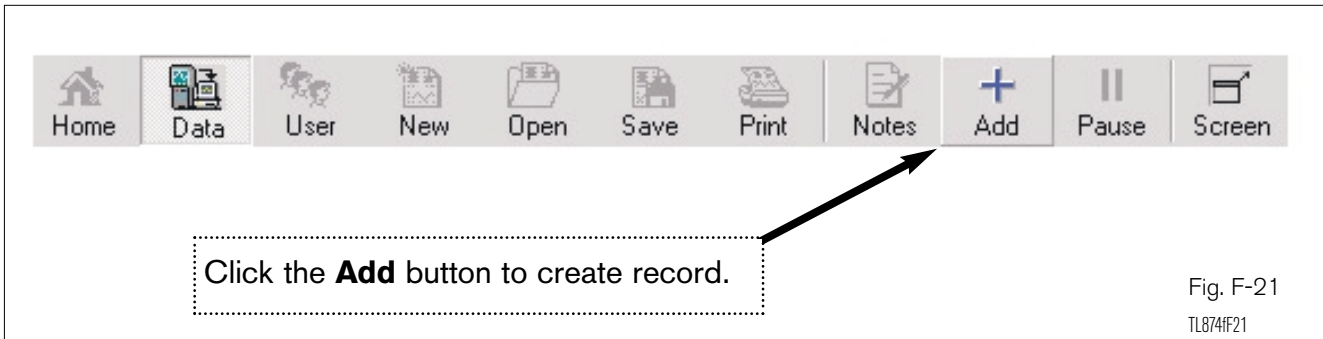 Home Data User New Open Save Print Notes Add Pause Screen
Click the Add button to create record.
Fig. F-21
TL874fF21